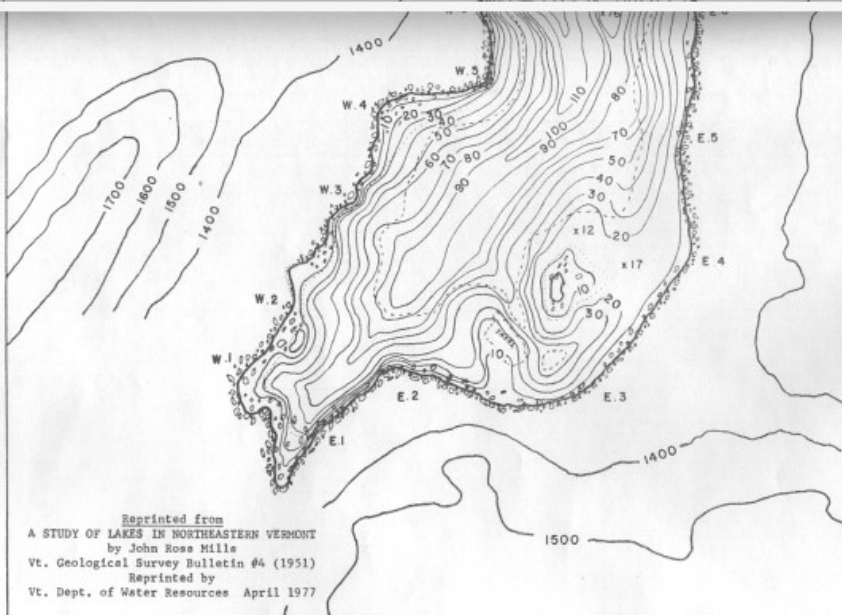 1400
W. 5
110
80
W. 4
10
20
30
40
50
100
90
70
60
70
80
50
E. 5
90
40
30
W. 3
1700
1600
1500
1400
x12
20
x17
E. 4
10
20
30
W. 2
W. 1
10
E. 2
E. 3
E. 1
1400
1500
Reprinted from
A STUDY OF LAKES IN NORTHEASTERN VERMONT
by John Ross Mills
Vt. Geological Survey Bulletin #4 (1951)
Reprinted by
Vt. Dept. of Water Resources April 1977